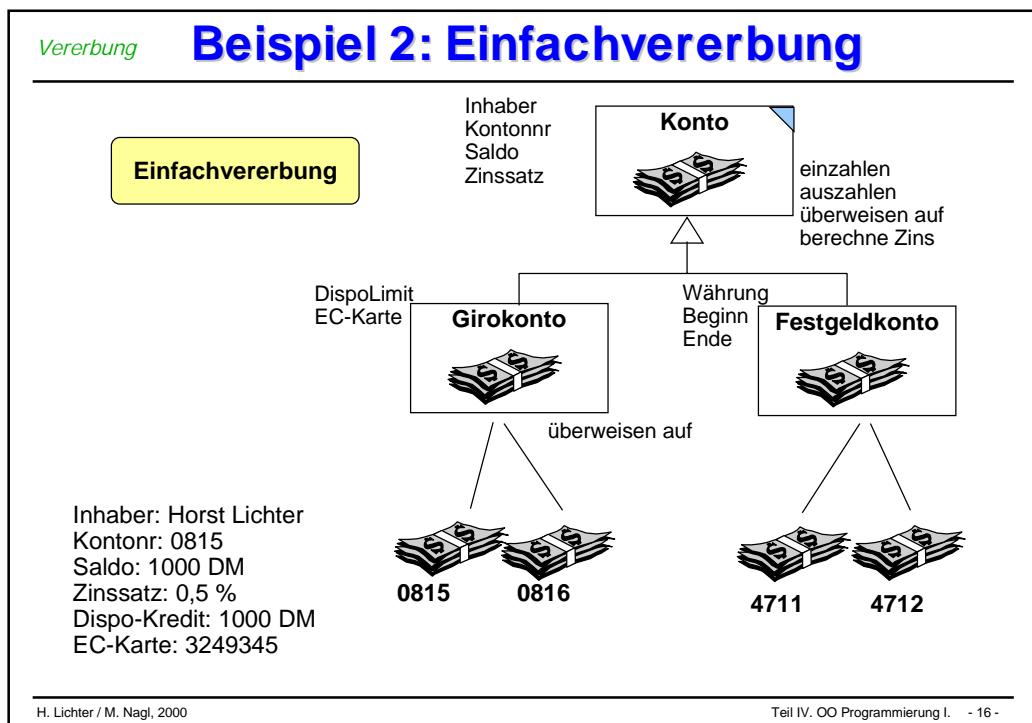 Vererbung
Beispiel 2: Einfachvererbung
Einfachvererbung
Inhaber
Kontonnr
Saldo
Zinssatz
Konto
einzahlen
auszahlen
überweisen auf
berechne Zins
DispoLimit
EC-Karte
Girokonto
überweisen auf
Währung
Beginn
Ende
Festgeldkonto
Inhaber: Horst Lichter
Kontonr: 0815
Saldo: 1000 DM
Zinssatz: 0,5 %
Dispo-Kredit: 1000 DM
EC-Karte: 3249345
0815
0816
4711
4712
H. Lichter / M. Nagl, 2000
Teil IV. OO Programmierung I. - 16 -